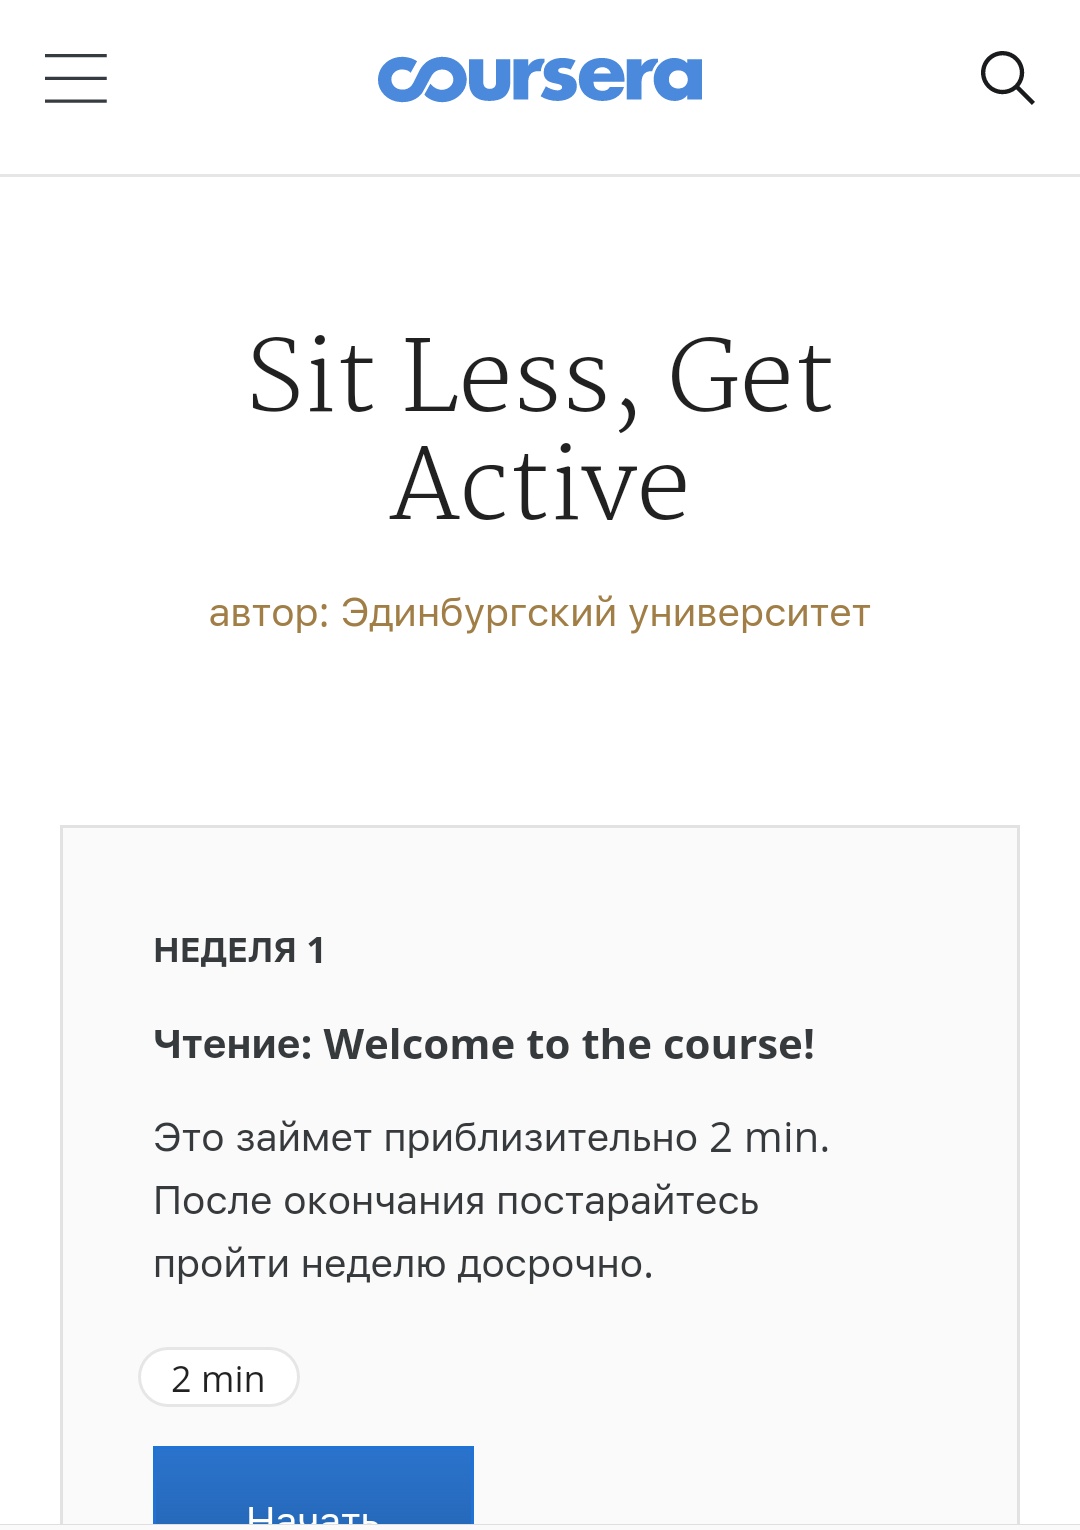 coursera
Sit Less, Get
Active
автор: Эдинбургский университет
НЕДЕЛЯ 1
Чтение: Welcome to the course!
Это займет приблизительно 2 min.
После окончания постарайтесь
пройти неделю досрочно.
2 min
Начать